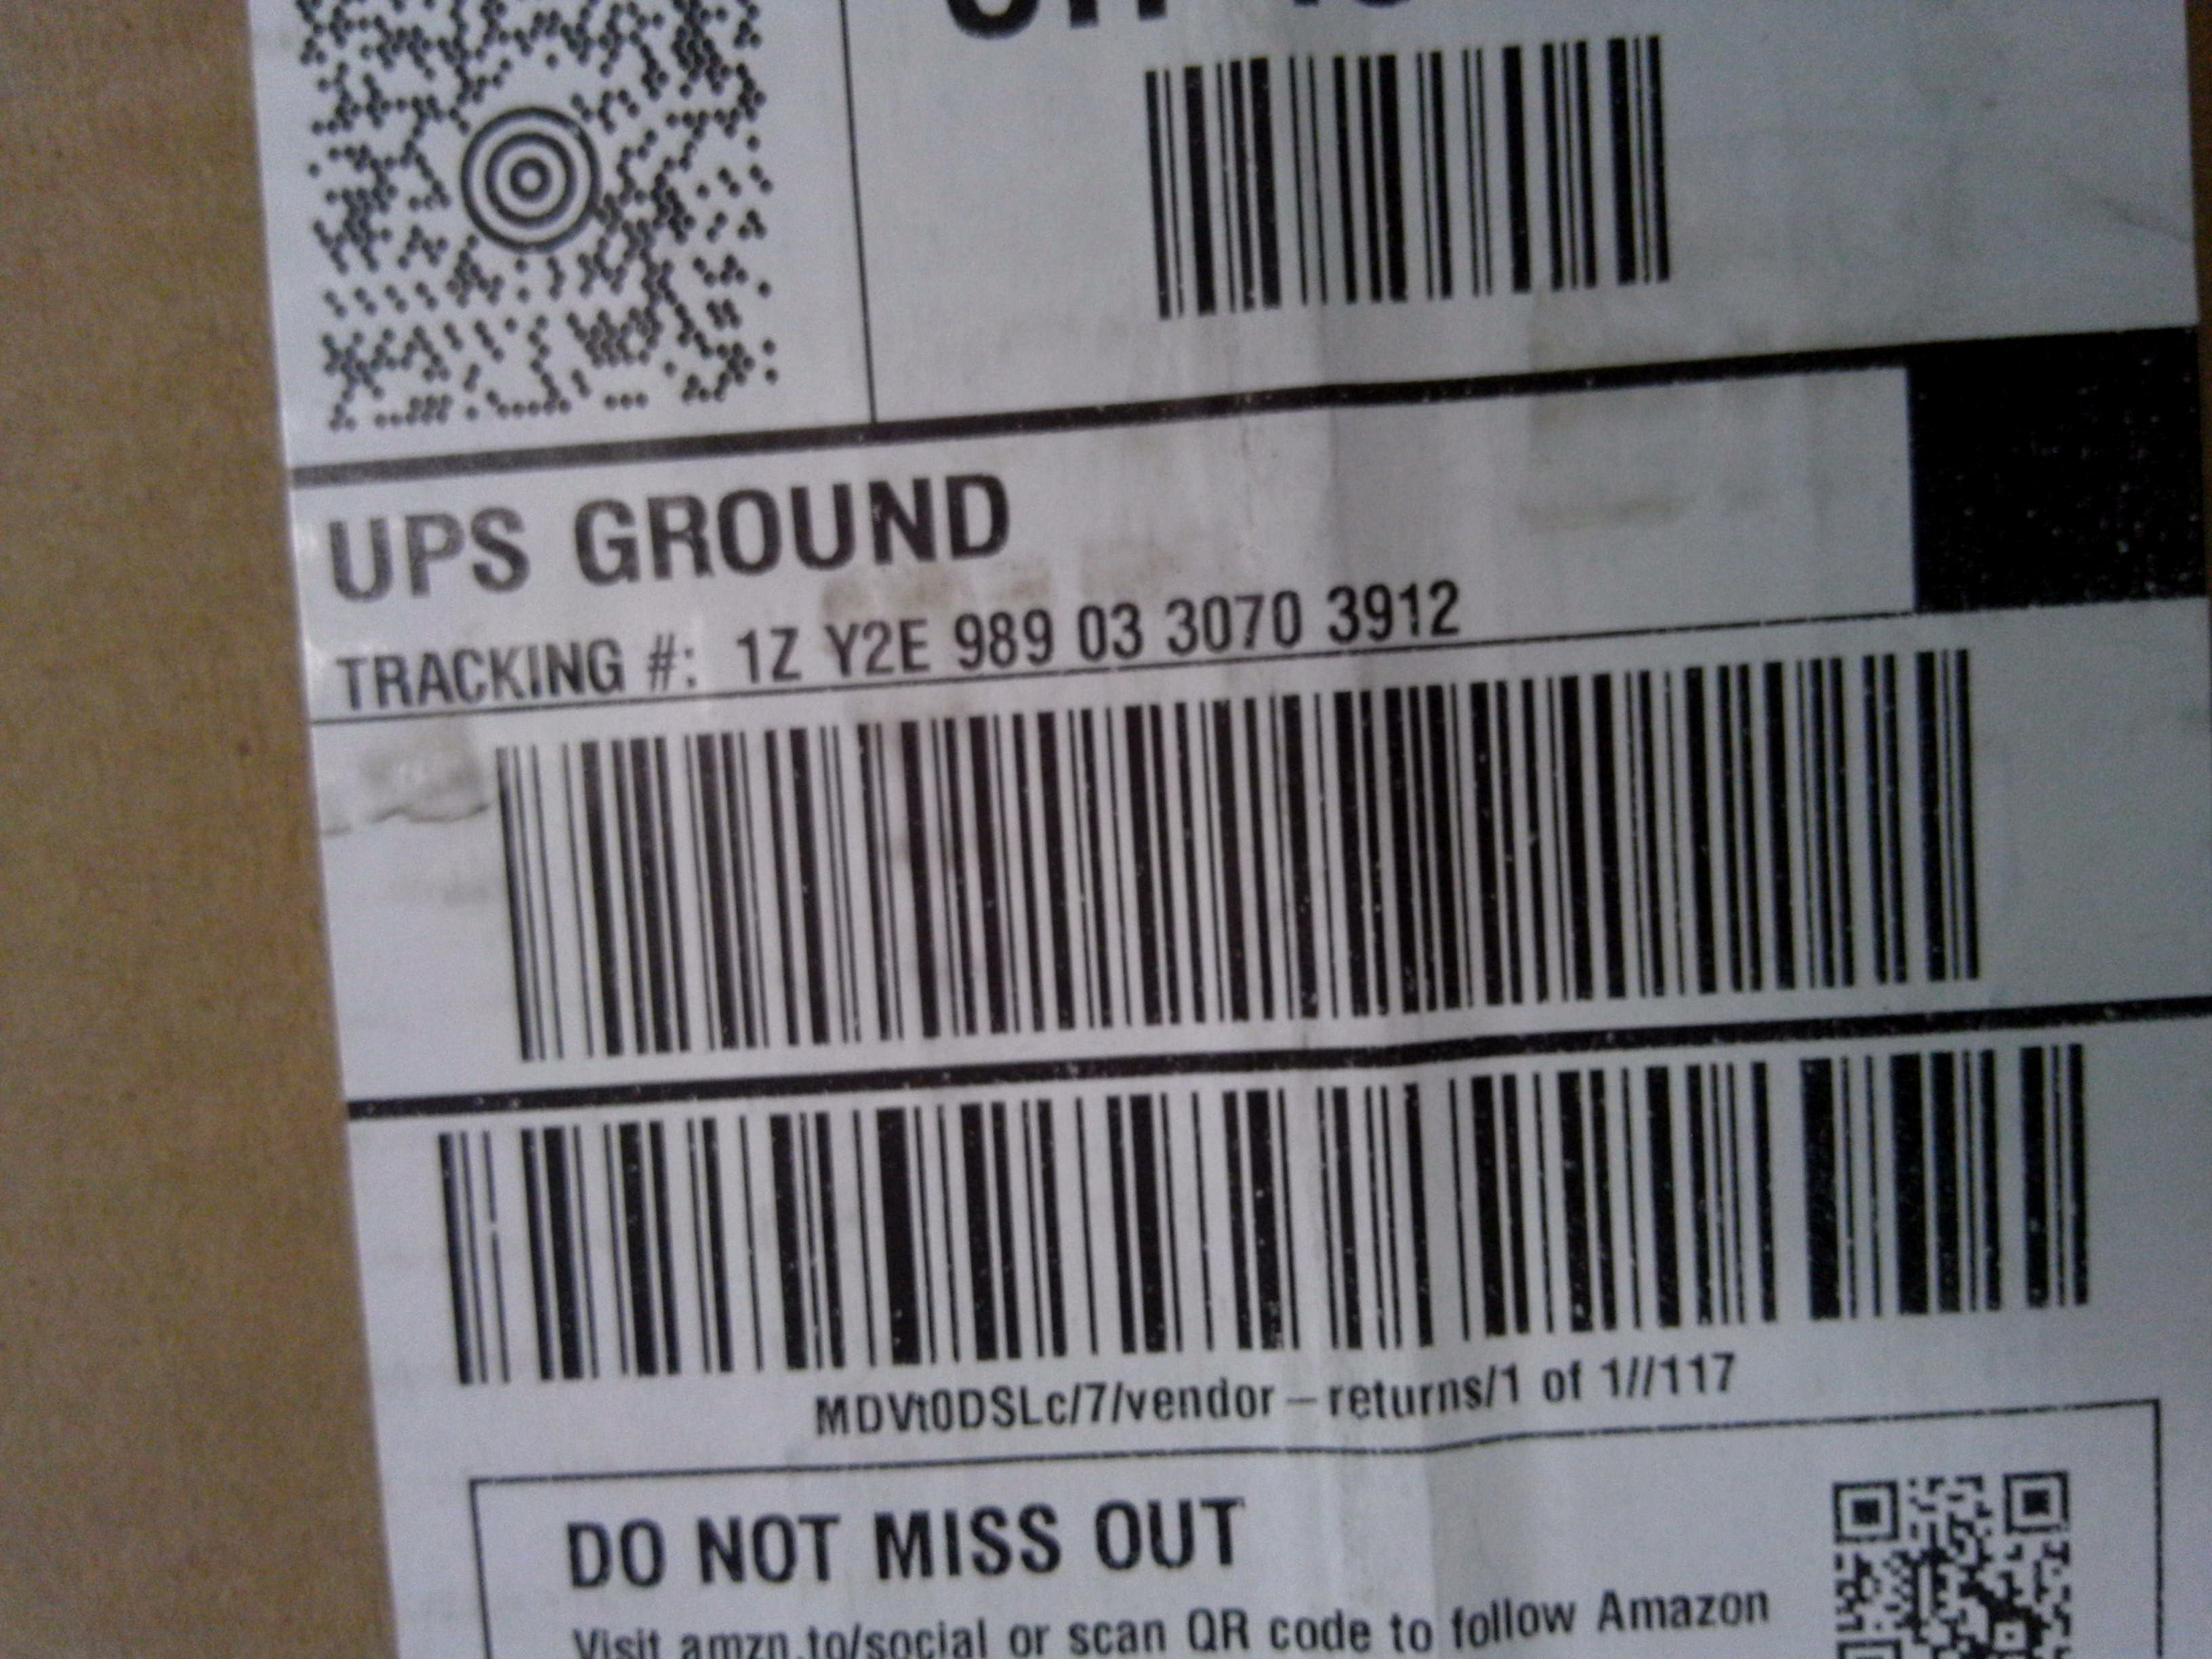 UPS GROUND
TRACKING #: 1Z Y2E 989 03 3070 3912
MDVt0DSLc/7/vendor-returns/1 of 1//117
DO NOT MISS OUT
Visit amzn.to/social or scan QR code to follow Amazon